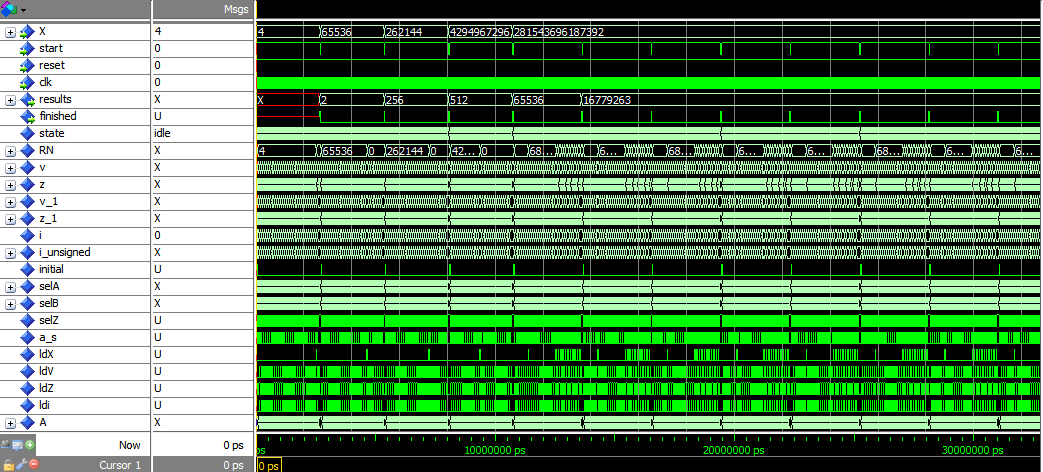 Msgs
X 4 4 65536 262144 4294967296 281543696187392
start 0
reset 0
clk 0
results X X 2 256 512 65536 16779263
finished U
state idle
RN X 4 65536 0 262144 0 42... 0 68... 6... 68... 6... 6... 6... 68... 6... 6... 6...
v X
z X
v_1 X
z_1 X
i 0
i_unsigned X
initial U
selA X
selB X
selZ U
a_s U
ldX U
ldV U
ldZ U
ldi U
A X
Now 0 ps ps 10000000 ps 20000000 ps 30000000 ps
Cursor 1 0 ps 0 ps